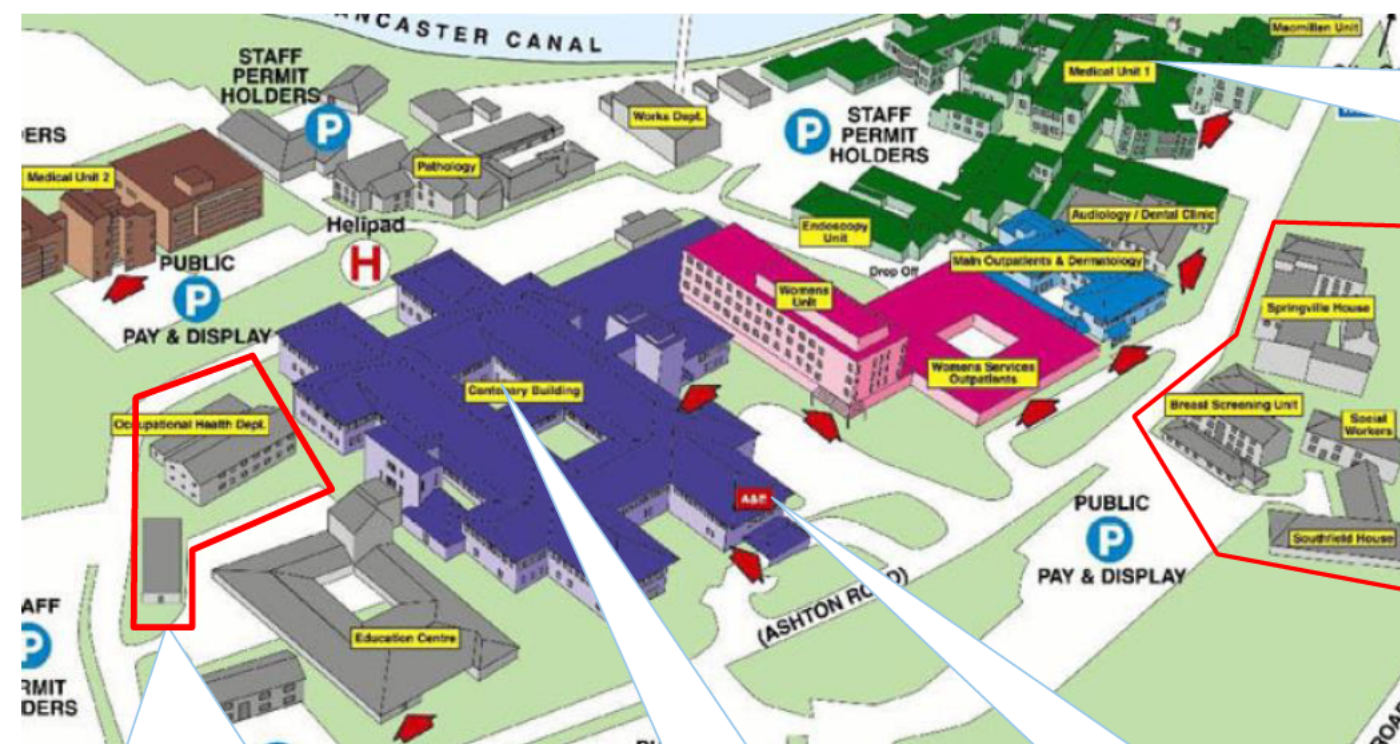 ANCASTER CANAL
Macmillan Unit
STAFF
PERMIT
HOLDERS
P
Medical Unit 1
Works Dept.
P
STAFF
PERMIT
HOLDERS
ERS
Medical Unit 2
Pathology
Helipad
H
PUBLIC
P
PAY & DISPLAY
Endoscopy
Unit
Audiology / Dental Clinic
Drop Off
Main Outpatients & Dermatology
Womens
Unit
Springville House
Centenary Building
Womens Services
Outpatients
Breast Screening Unit
Social
Workers
Occupational Health Dept.
A&E
PUBLIC
P
PAY & DISPLAY
Southfield House
(ASHTON ROAD)
AFF
P
RMIT
DERS
Education Centre